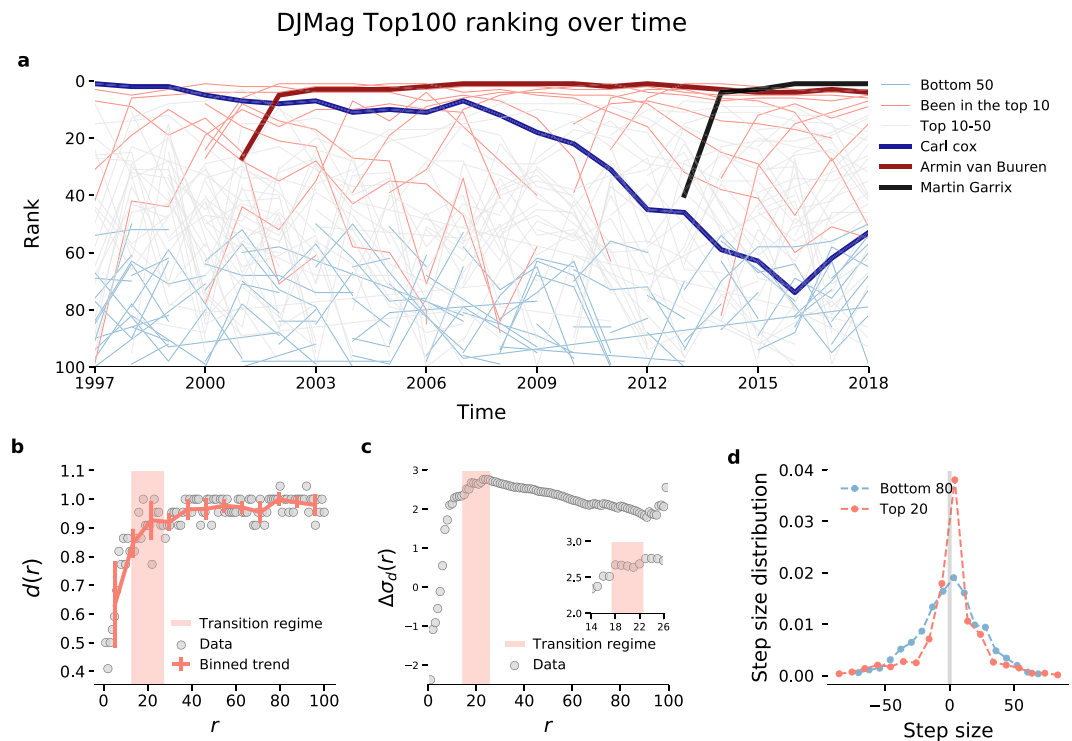 DJMag Top100 ranking over time
a
0
20
40
60
80
100
Rank
1997
2000
2003
2006
2009
2012
2015
2018
Time
Bottom 50
Been in the top 10
Top 10-50
Carl cox
Armin van Buuren
Martin Garrix
b
1.1
1.0
0.9
0.8
0.7
0.6
0.5
0.4
d(r)
0
20
40
60
80
100
r
Transition regime
Data
Binned trend
c
3
2
1
0
−1
−2
Δσd(r)
0
20
40
60
80
100
r
3.0
2.5
2.0
14
18
22
26
Transition regime
Data
d
0.04
0.03
0.02
0.01
0.00
Step size distribution
−50
0
50
Step size
Bottom 80
Top 20